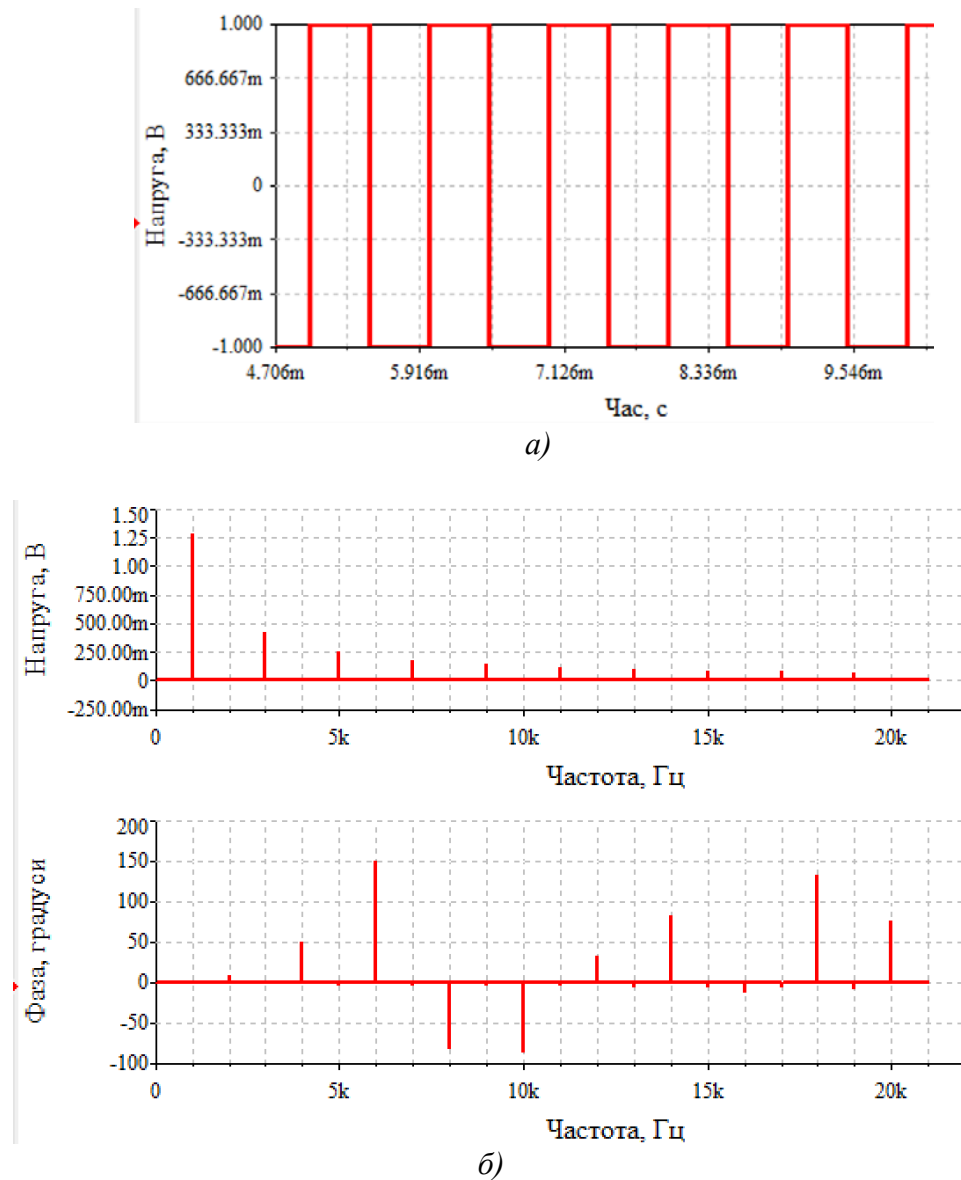 1.000
666.667m
333.333m
0
-333.333m
-666.667m
-1.000
Напруга, В
4.706m 5.916m 7.126m 8.336m 9.546m
Час, с
а)
1.50
1.25
1.00
750.00m
500.00m
250.00m
0
-250.00m
Напруга, В
0 5k 10k 15k 20k
Частота, Гц
200
150
100
50
0
-50
-100
Фаза, градуси
0 5k 10k 15k 20k
Частота, Гц
б)